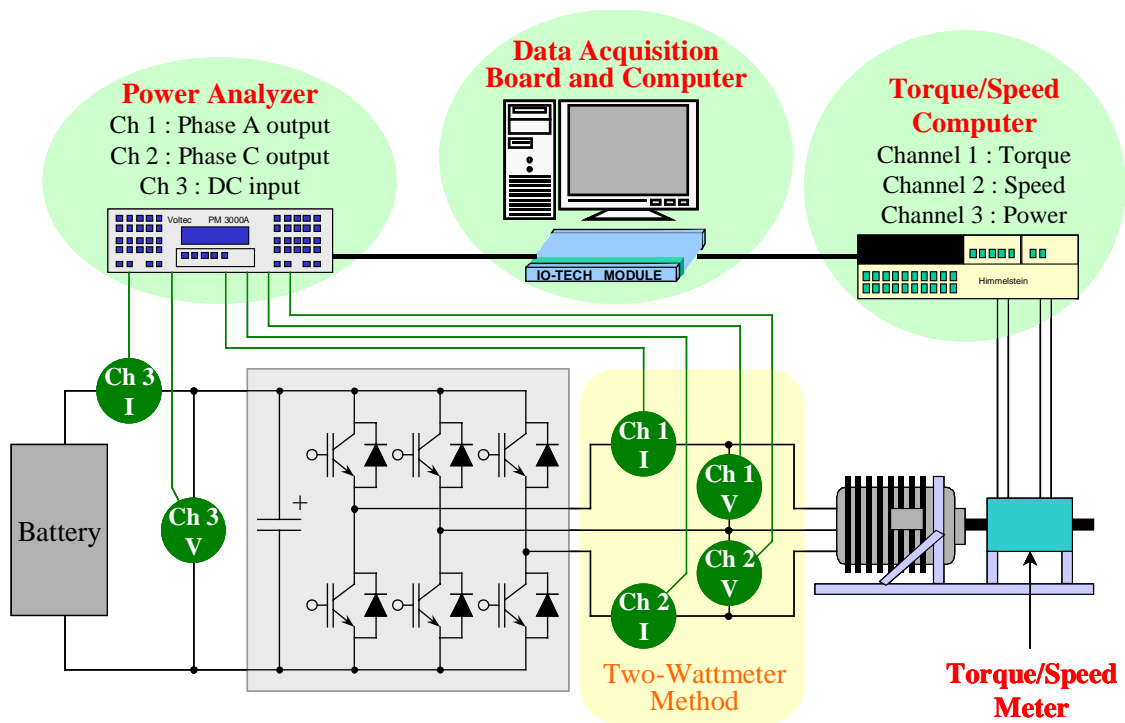 Data Acquisition
Board and Computer
Power Analyzer
Ch 1 : Phase A output
Ch 2 : Phase C output
Ch 3 : DC input
Torque/Speed
Computer
Channel 1 : Torque
Channel 2 : Speed
Channel 3 : Power
Voltec PM 3000A
IO-TECH MODULE
Himmelstein
Ch 3
I
Ch 1
I
Ch 1
V
+
Ch 3
V
Battery
Ch 2
V
Ch 2
I
Two-Wattmeter
Method
Torque/Speed
Meter